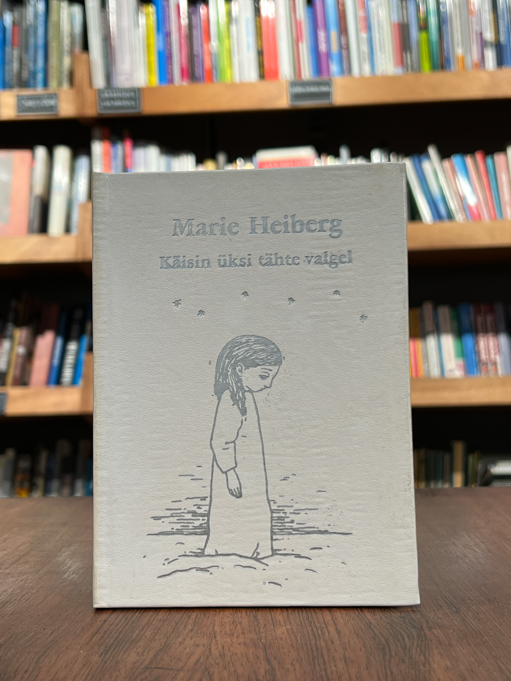 Marie Heiberg
Käisin üksi tähte valgel